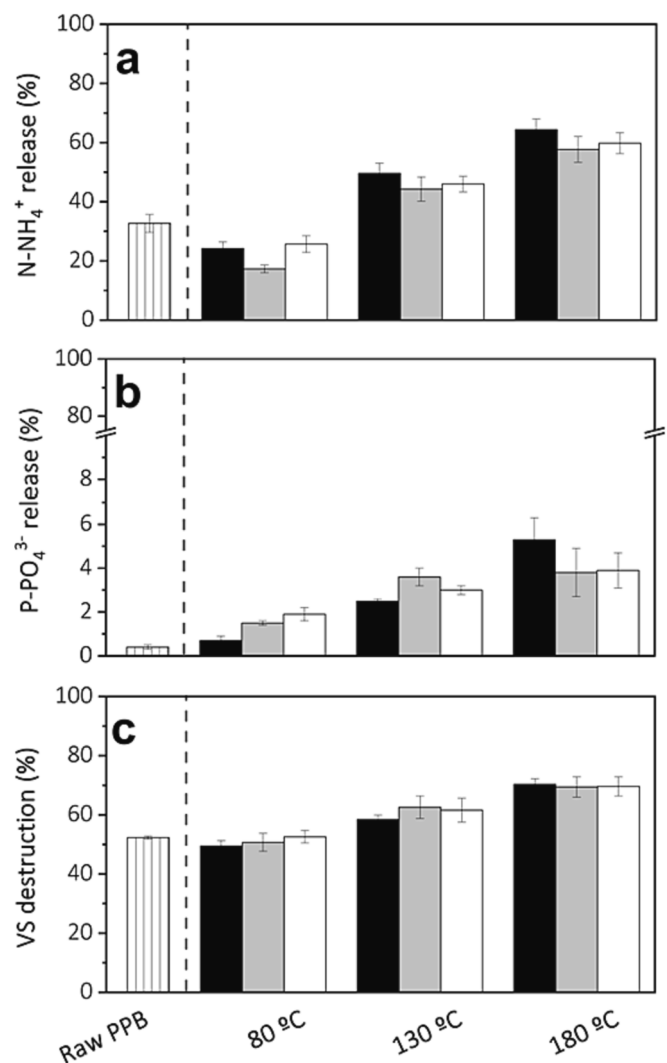 100
80
60
40
20
0
N-NH₄⁺ release (%)
a
100
80
8
6
4
2
0
P-PO₄³⁻ release (%)
b
100
80
60
40
20
0
VS destruction (%)
c
Raw PPB
80 ºC
130 ºC
180 ºC